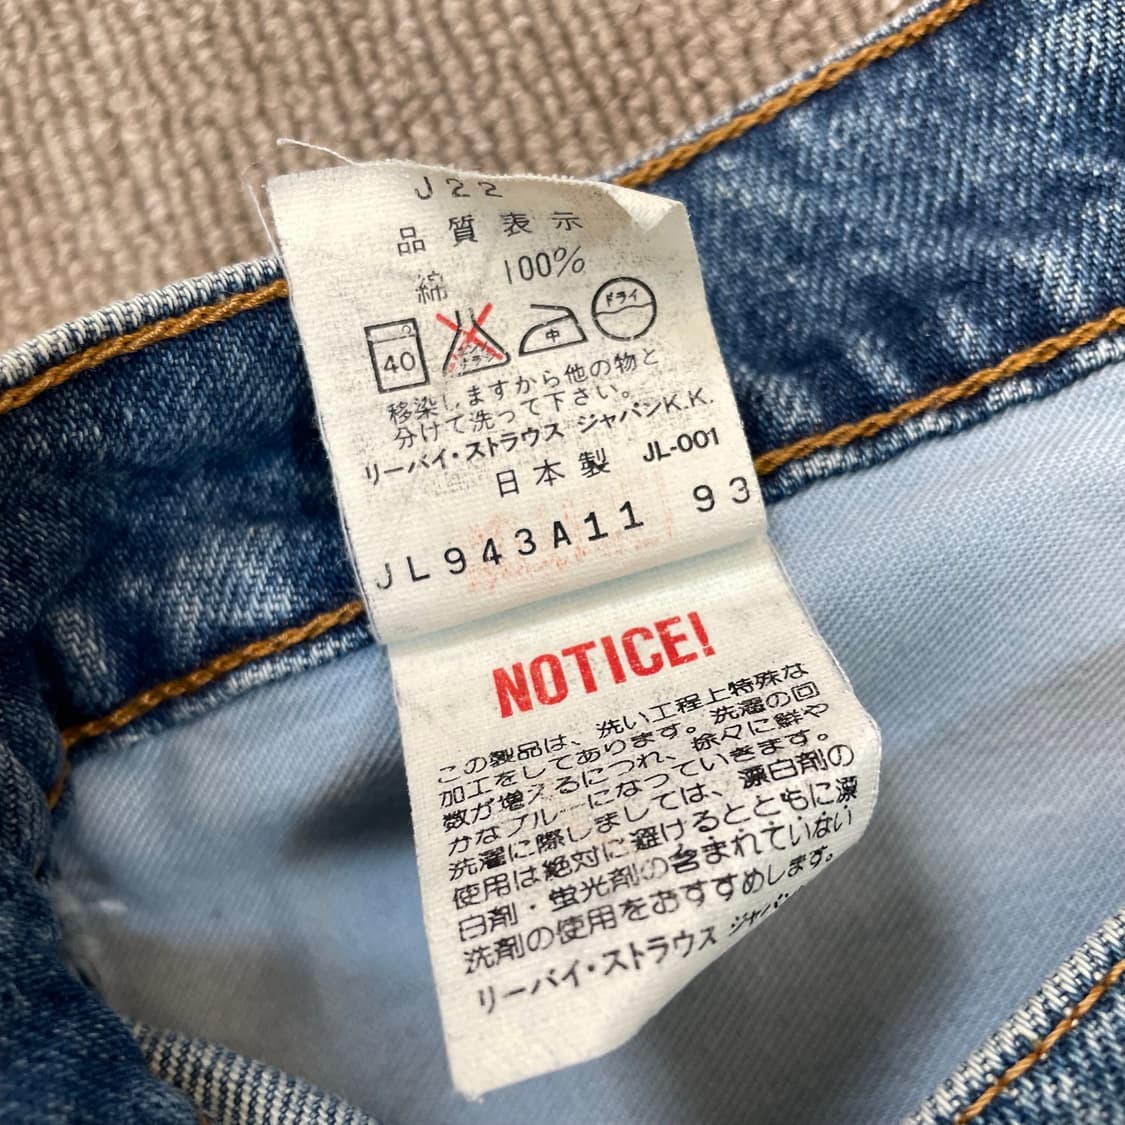 J22
品質表示
綿 100%
40 中 ドライ
移染しますから他の物と
分けて洗って下さい。
リーバイ・ストラウス ジャパンK.K.
日本製 JL-001
JL943A11 93
NOTICE!
この製品は、洗い工程上特殊な
加工をしてあります。洗濯の回
数が増えるにつれ、徐々に鮮や
かなブルーになっていきます。
洗濯に際しましては、漂白剤の
使用は絶対に避けるとともに漂
白剤・蛍光剤の含まれていない
洗剤の使用をおすすめします。
リーバイ・ストラウス ジャパン